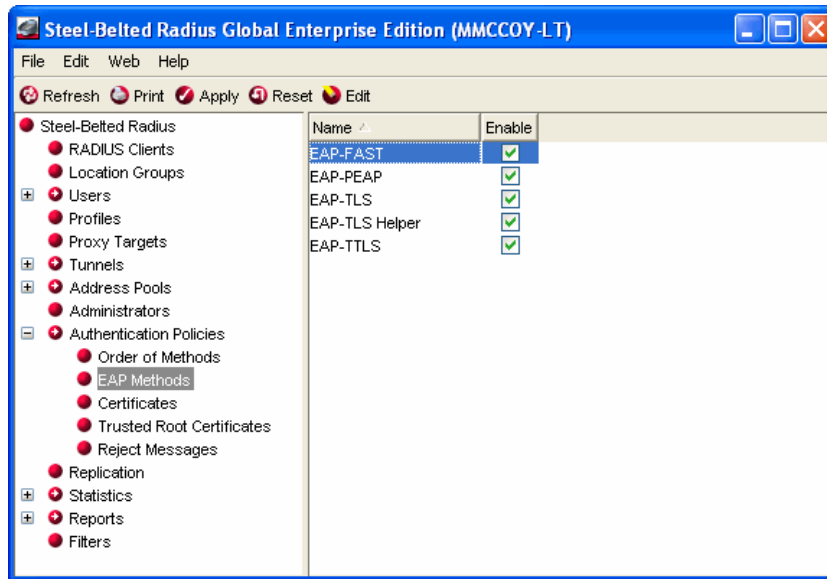 Steel-Belted Radius Global Enterprise Edition (MMCCOY-LT)
File Edit Web Help
Refresh Print Apply Reset Edit
Steel-Belted Radius
RADIUS Clients
Location Groups
Users
Profiles
Proxy Targets
Tunnels
Address Pools
Administrators
Authentication Policies
Order of Methods
EAP Methods
Certificates
Trusted Root Certificates
Reject Messages
Replication
Statistics
Reports
Filters
Name Enable
EAP-FAST
EAP-PEAP
EAP-TLS
EAP-TLS Helper
EAP-TTLS